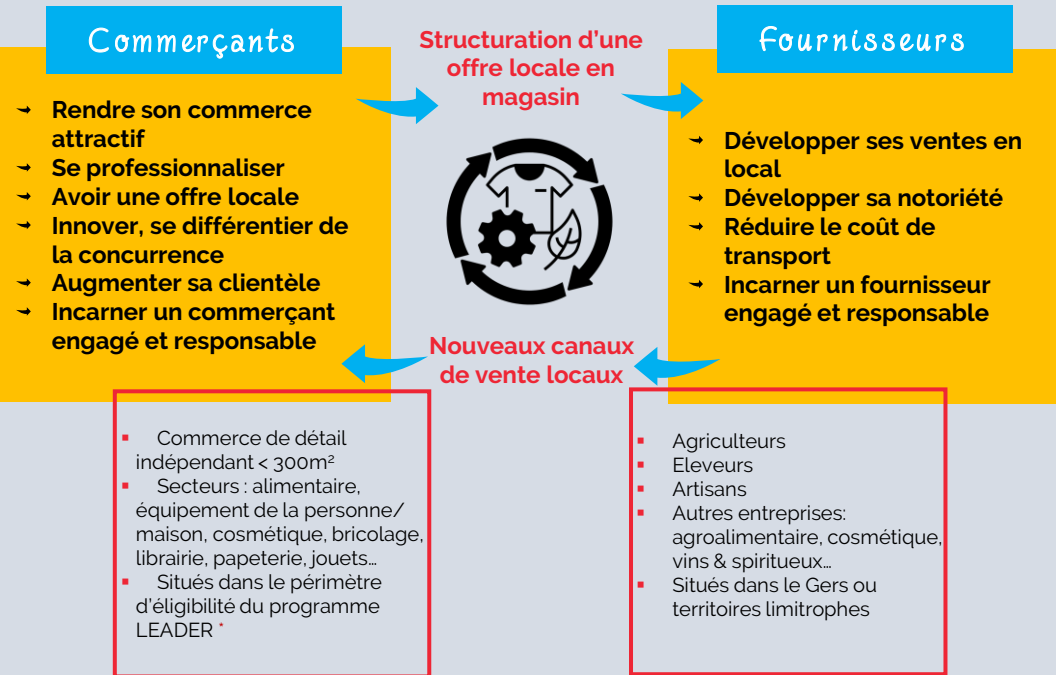 Commerçants
→ Rendre son commerce
attractif
→ Se professionnaliser
→ Avoir une offre locale
→ Innover, se différentier de
la concurrence
→ Augmenter sa clientèle
→ Incarner un commerçant
engagé et responsable
Structuration d’une
offre locale en
magasin
Fournisseurs
→ Développer ses ventes en
local
→ Développer sa notoriété
→ Réduire le coût de
transport
→ Incarner un fournisseur
engagé et responsable
Nouveaux canaux
de vente locaux
▪ Commerce de détail
indépendant < 300m²
▪ Secteurs : alimentaire,
équipement de la personne/
maison, cosmétique, bricolage,
librairie, papeterie, jouets…
▪ Situés dans le périmètre
d’éligibilité du programme
LEADER *
▪ Agriculteurs
▪ Eleveurs
▪ Artisans
▪ Autres entreprises:
agroalimentaire, cosmétique,
vins & spiritueux…
▪ Situés dans le Gers ou
territoires limitrophes